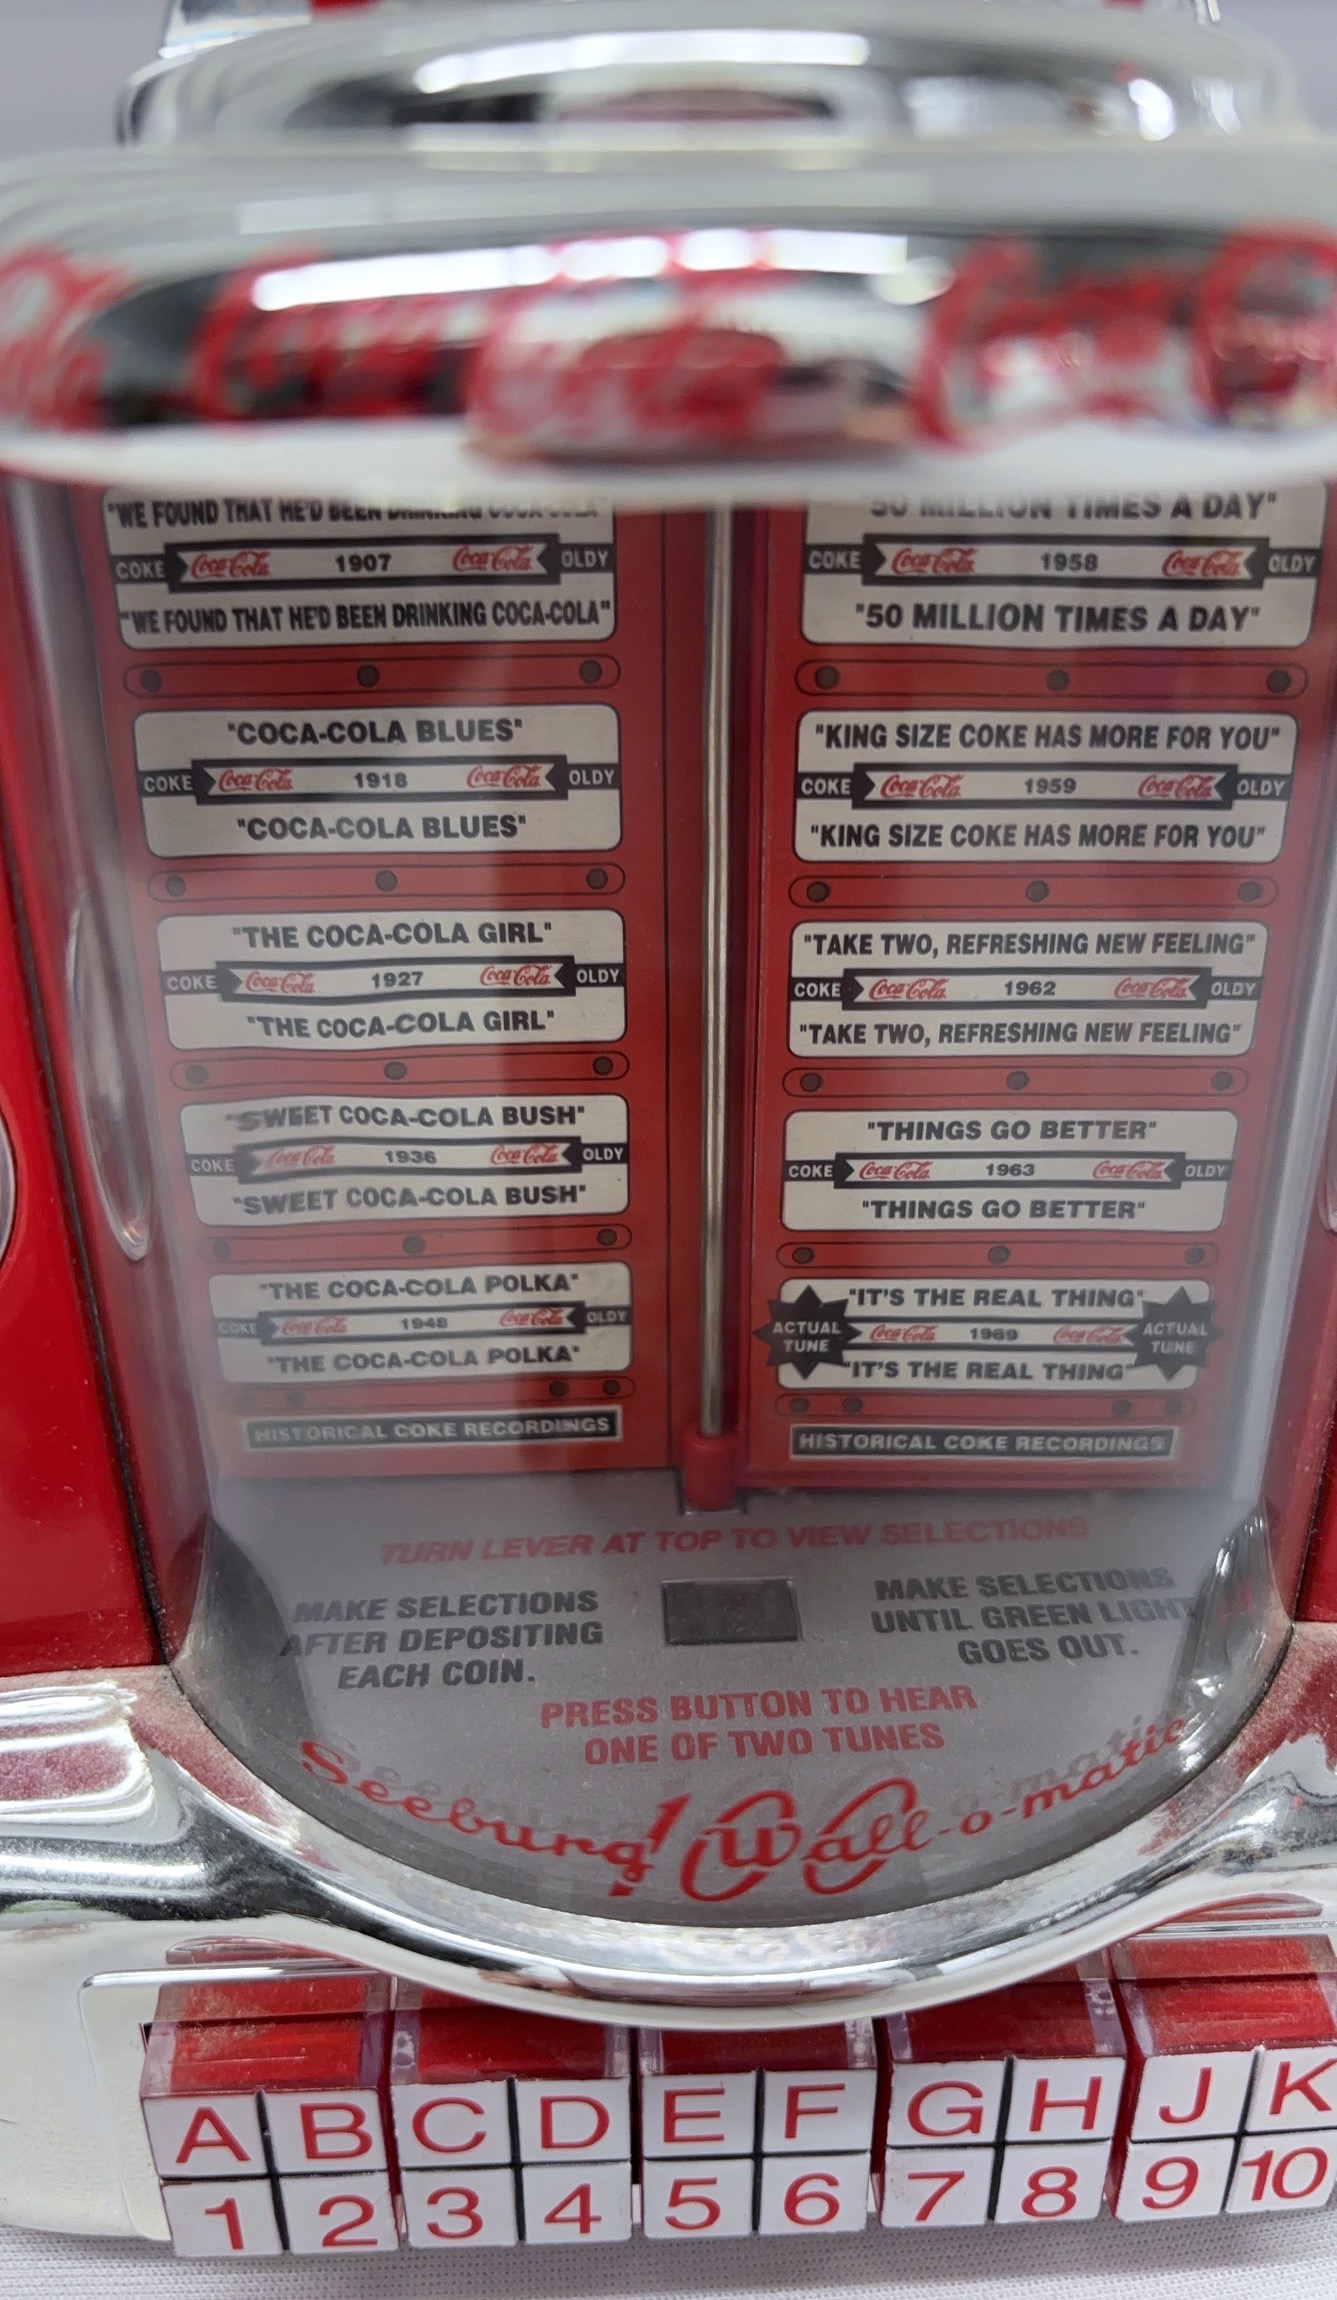 "WE FOUND THAT HE'D BEEN DRINKING COCA-COLA"
COKE Coca-Cola 1907 Coca-Cola OLDY
"WE FOUND THAT HE'D BEEN DRINKING COCA-COLA"
"COCA-COLA BLUES"
COKE Coca-Cola 1918 Coca-Cola OLDY
"COCA-COLA BLUES"
"THE COCA-COLA GIRL"
COKE Coca-Cola 1927 Coca-Cola OLDY
"THE COCA-COLA GIRL"
"SWEET COCA-COLA BUSH"
COKE Coca-Cola 1936 Coca-Cola OLDY
"SWEET COCA-COLA BUSH"
"THE COCA-COLA POLKA"
COKE Coca-Cola 1948 Coca-Cola OLDY
"THE COCA-COLA POLKA"
HISTORICAL COKE RECORDINGS
"50 MILLION TIMES A DAY"
COKE Coca-Cola 1958 Coca-Cola OLDY
"50 MILLION TIMES A DAY"
"KING SIZE COKE HAS MORE FOR YOU"
COKE Coca-Cola 1959 Coca-Cola OLDY
"KING SIZE COKE HAS MORE FOR YOU"
"TAKE TWO, REFRESHING NEW FEELING"
COKE Coca-Cola 1962 Coca-Cola OLDY
"TAKE TWO, REFRESHING NEW FEELING"
"THINGS GO BETTER"
COKE Coca-Cola 1963 Coca-Cola OLDY
"THINGS GO BETTER"
"IT'S THE REAL THING"
ACTUAL TUNE Coca-Cola 1969 Coca-Cola ACTUAL TUNE
"IT'S THE REAL THING"
HISTORICAL COKE RECORDINGS
TURN LEVER AT TOP TO VIEW SELECTIONS
MAKE SELECTIONS
AFTER DEPOSITING
EACH COIN.
MAKE SELECTIONS
UNTIL GREEN LIGHT
GOES OUT.
PRESS BUTTON TO HEAR
ONE OF TWO TUNES
Seeburg 100 Wall-o-matic
A B C D E F G H J K
1 2 3 4 5 6 7 8 9 10